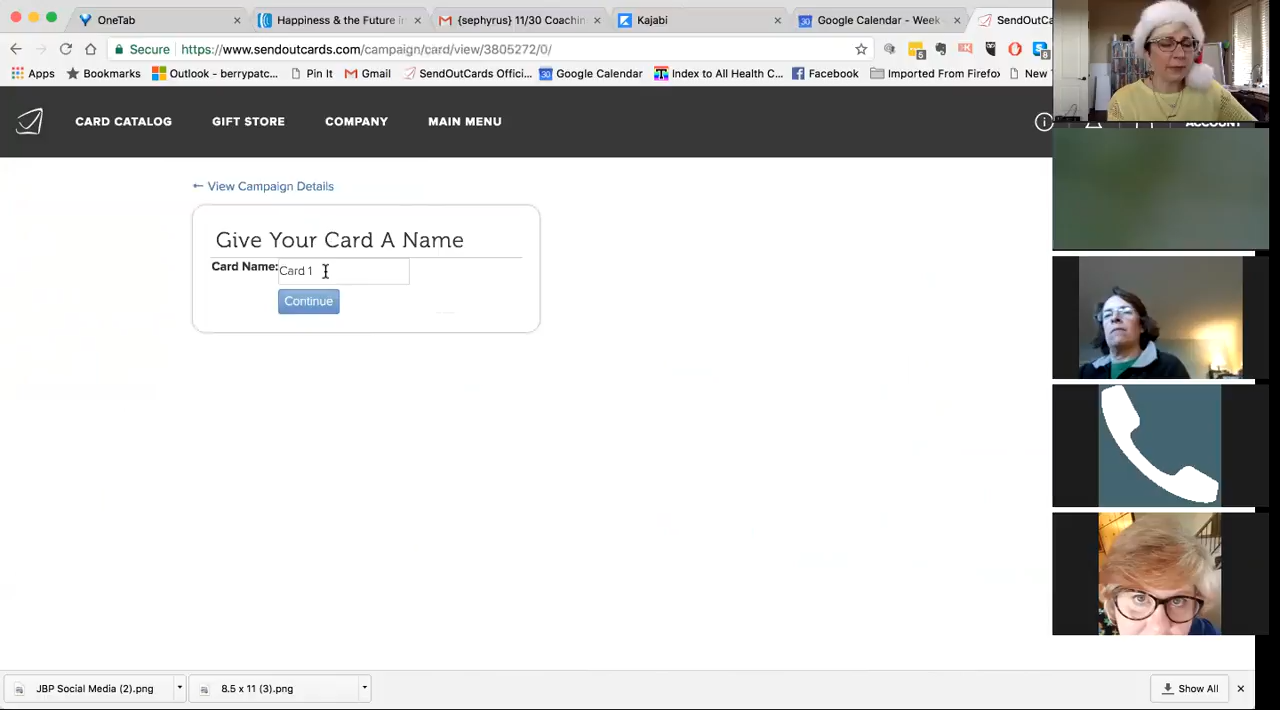 OneTab
Happiness & the Future in
{sephyrus} 11/30 Coachin
Kajabi
Google Calendar - Week
SendOutCa
Secure
https://www.sendoutcards.com/campaign/card/view/3805272/0/
5
8
Apps
Bookmarks
Outlook - berrypatc...
Pin It
Gmail
SendOutCards Offici...
Google Calendar
Index to All Health C...
Facebook
Imported From Firefox
New
CARD CATALOG
GIFT STORE
COMPANY
MAIN MENU
ACCOUNT
← View Campaign Details
Give Your Card A Name
Card Name:
Card 1
Continue
JBP Social Media (2).png
8.5 x 11 (3).png
Show All